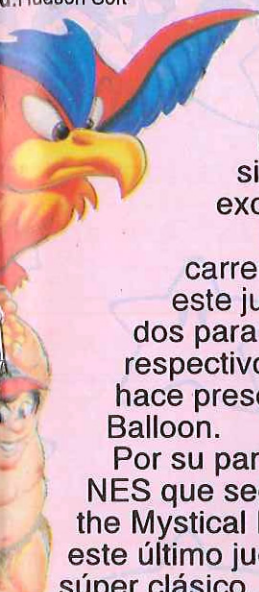 Hudson Soft
si
exc
carre
este ju
dos para
respectivo
hace prese
Balloon.
Por su par
NES que se
the Mystical
este último jue
súper clásico